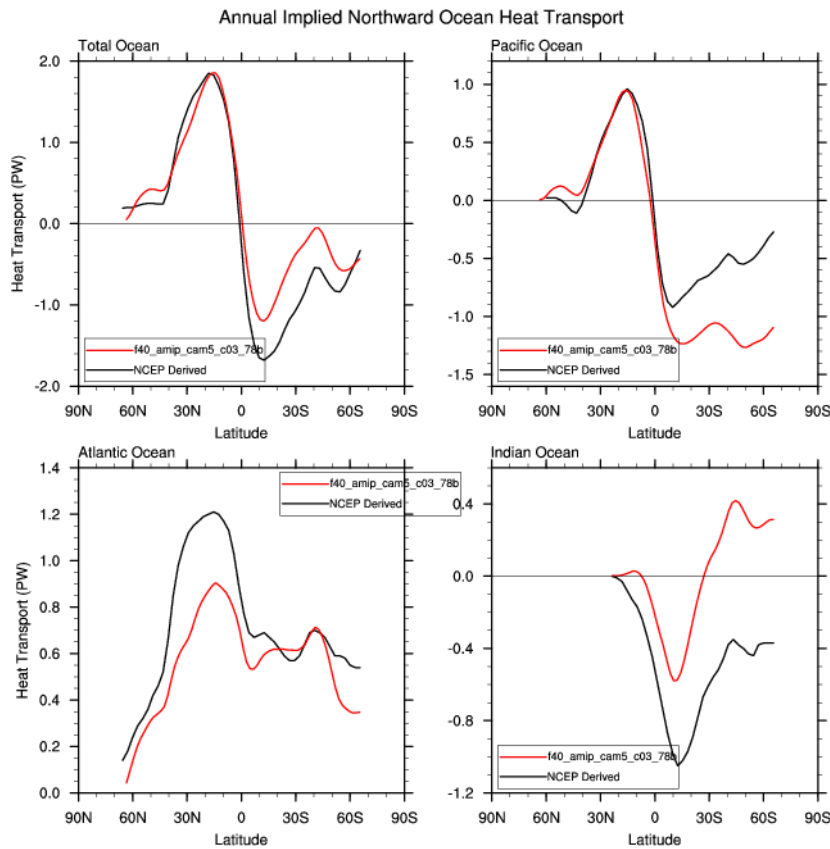 Annual Implied Northward Ocean Heat Transport
Total Ocean
Heat Transport (PW)
2.0
1.0
0.0
-1.0
-2.0
f40_amip_cam5_c03_78b
NCEP Derived
90N 60N 30N 0 30S 60S 90S
Latitude
Pacific Ocean
1.0
0.5
0.0
-0.5
-1.0
-1.5
f40_amip_cam5_c03_78b
NCEP Derived
90N 60N 30N 0 30S 60S 90S
Latitude
Atlantic Ocean
Heat Transport (PW)
1.4
1.2
1.0
0.8
0.6
0.4
0.2
0.0
f40_amip_cam5_c03_78b
NCEP Derived
90N 60N 30N 0 30S 60S 90S
Latitude
Indian Ocean
0.4
0.0
-0.4
-0.8
-1.2
f40_amip_cam5_c03_78b
NCEP Derived
90N 60N 30N 0 30S 60S 90S
Latitude